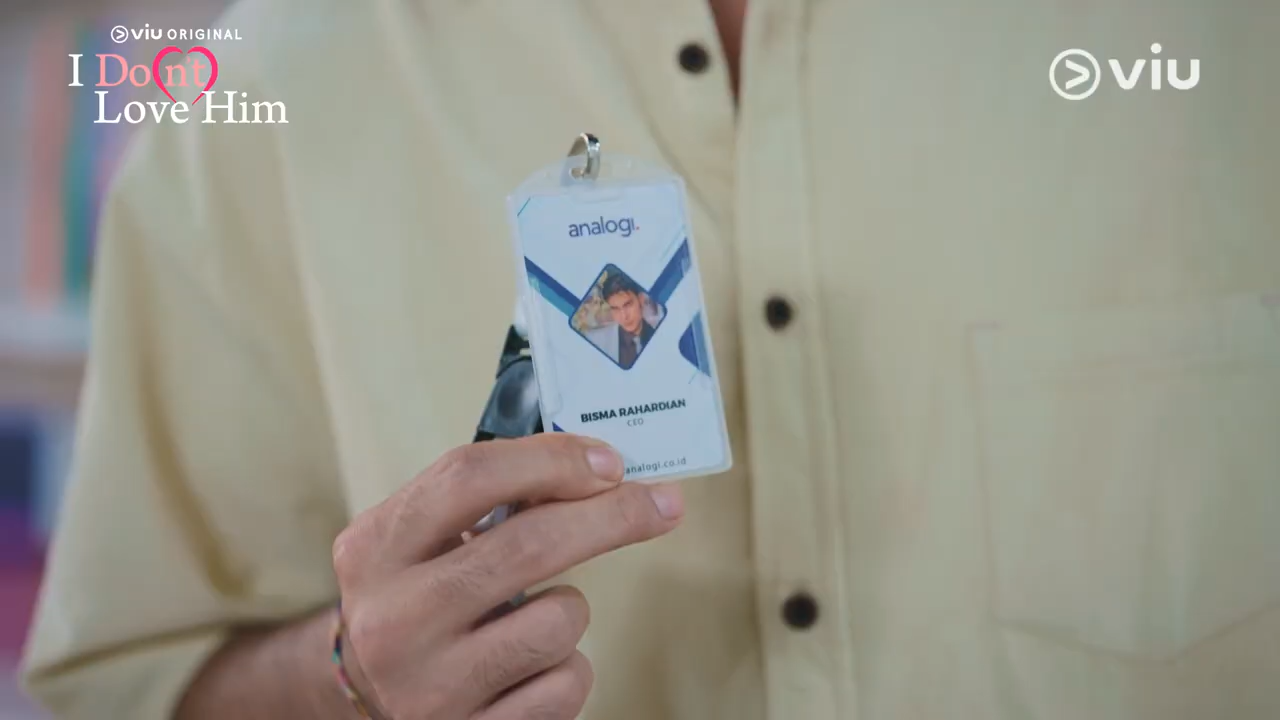 viu ORIGINAL
I Don't
Love Him
viu
analogi.
BISMA RAHARDIAN
CEO
analogi.co.id